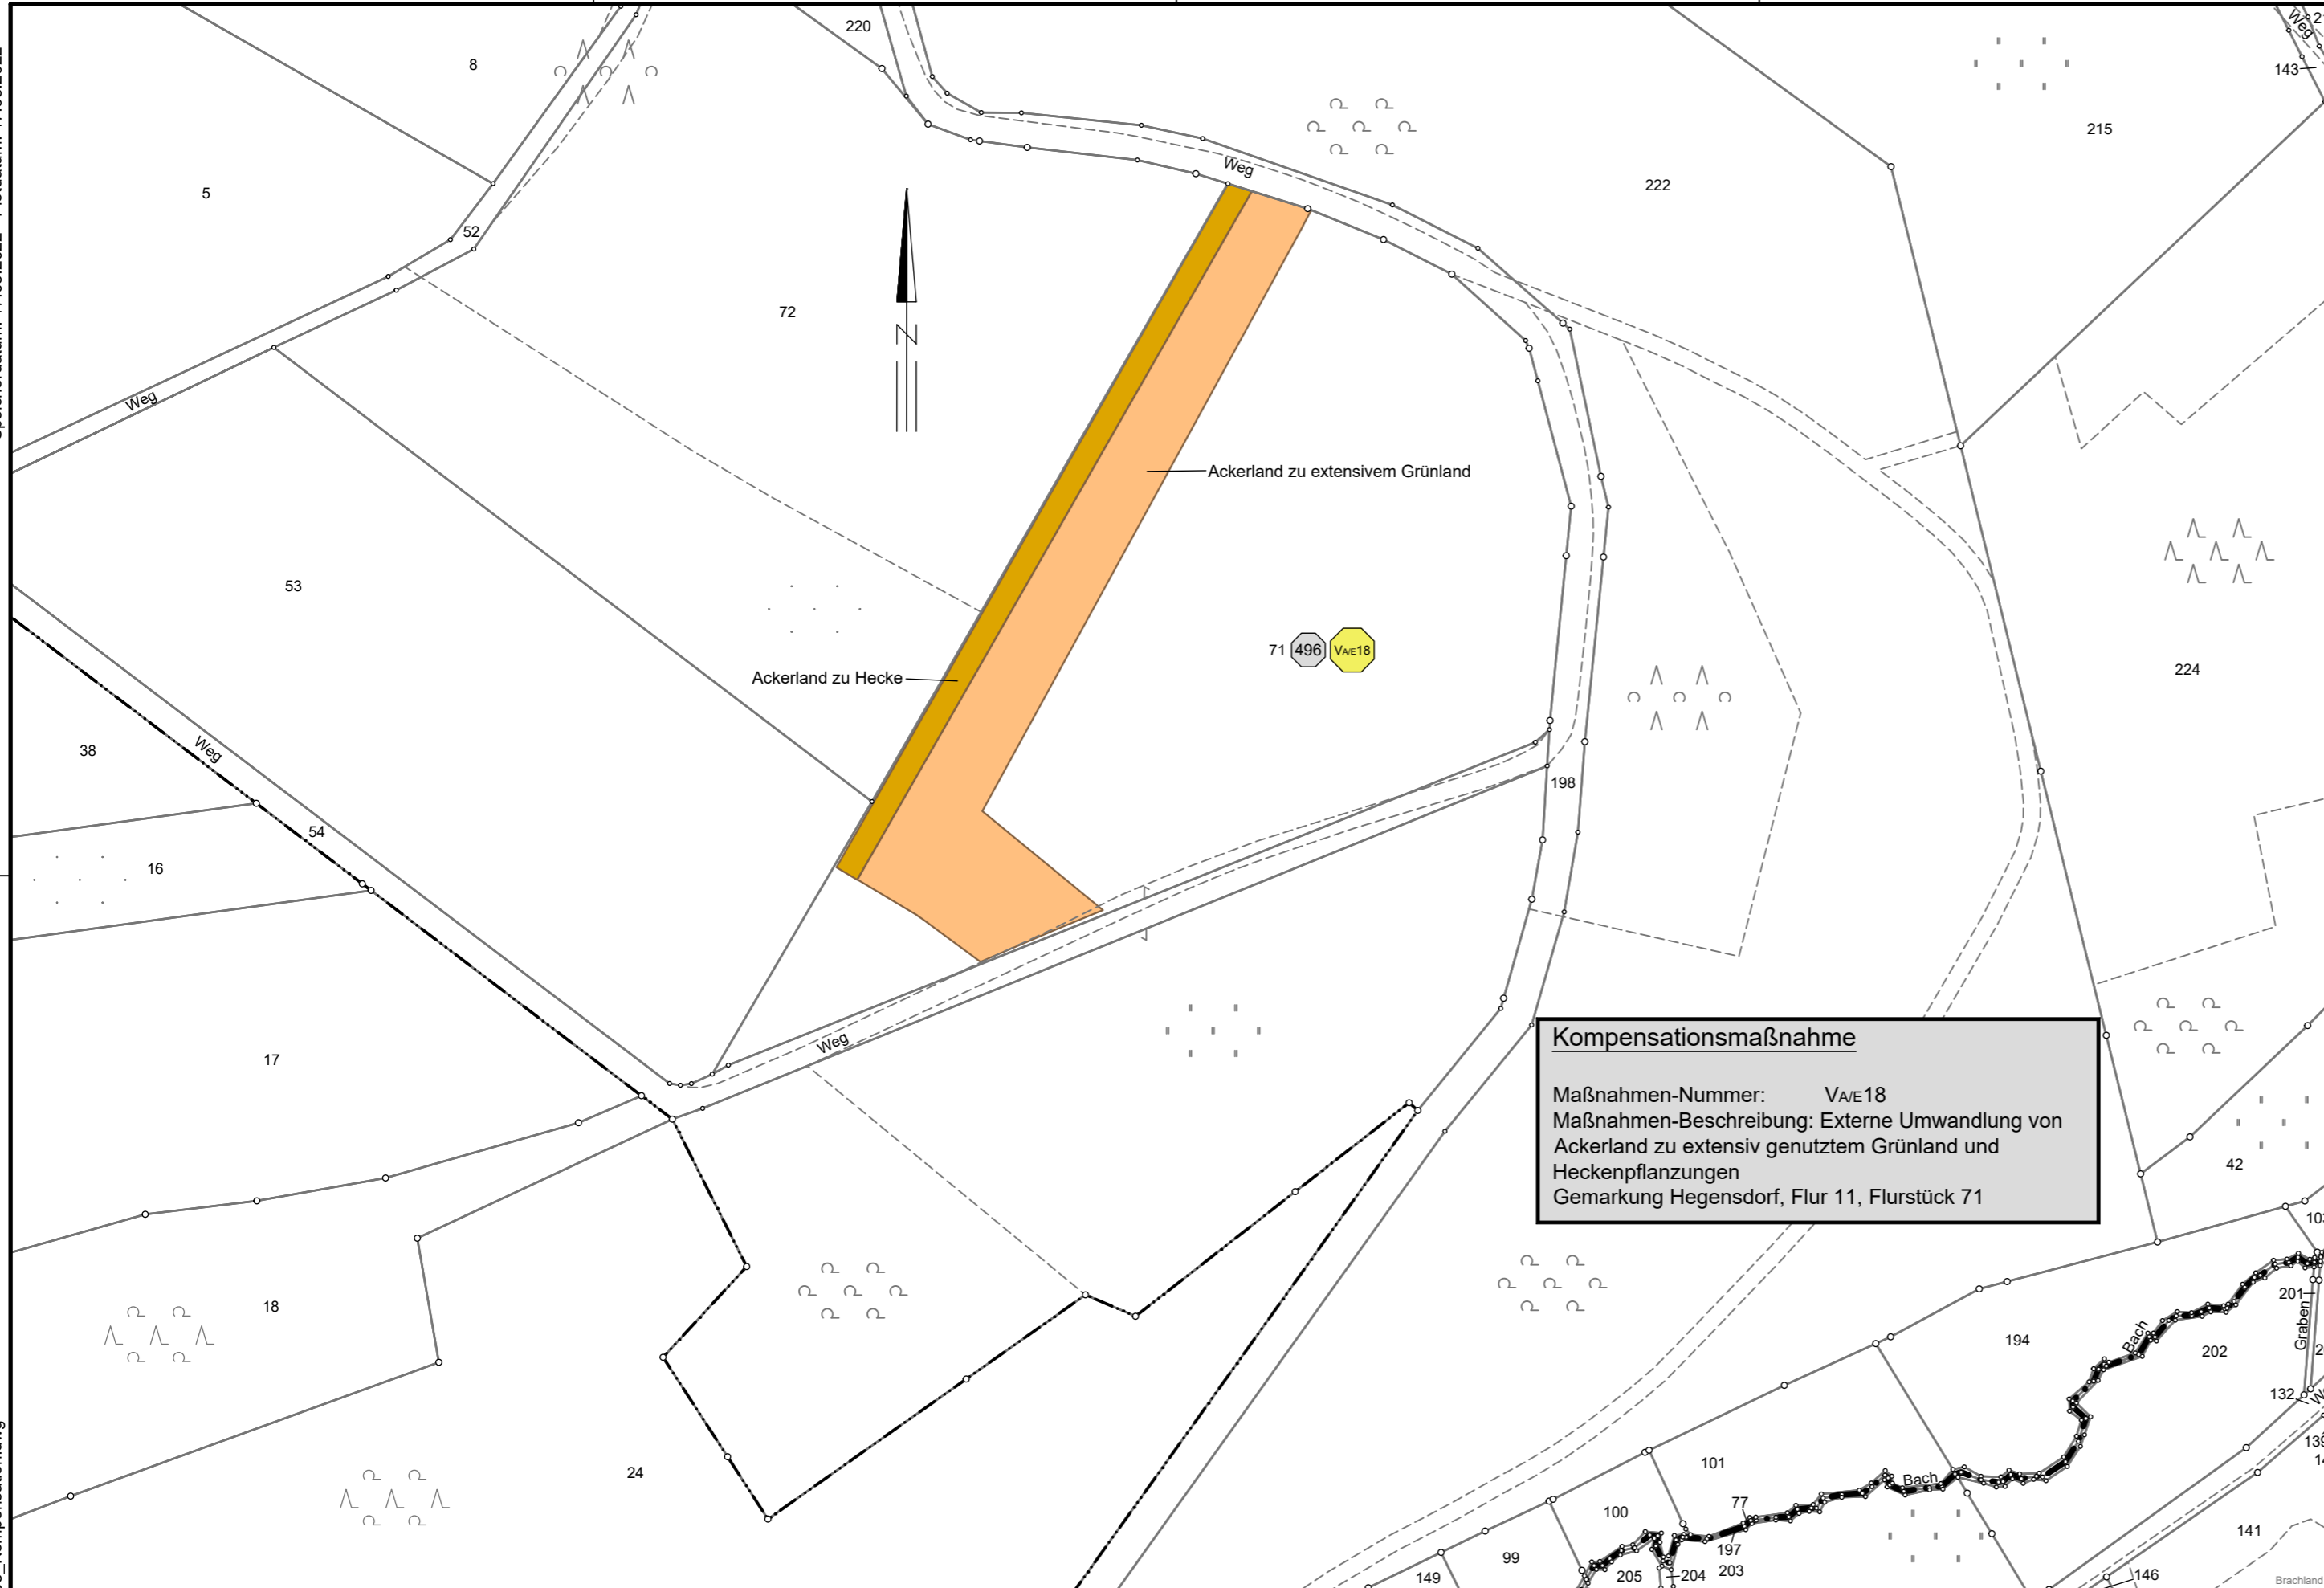 220
8
215
143
Weg
222
5
52
Weg
72
N
Weg
Ackerland zu extensivem Grünland
53
71 496 VA/E18
Ackerland zu Hecke
224
38
Weg
198
54
16
17
Weg
Kompensationsmaßnahme
Maßnahmen-Nummer: VA/E18
Maßnahmen-Beschreibung: Externe Umwandlung von
Ackerland zu extensiv genutztem Grünland und
Heckenpflanzungen
Gemarkung Hegensdorf, Flur 11, Flurstück 71
42
18
201
Graben
Bach
194
202
132
24
101
Bach
77
100
197
99
203
141
149
205
204
146
Brachland